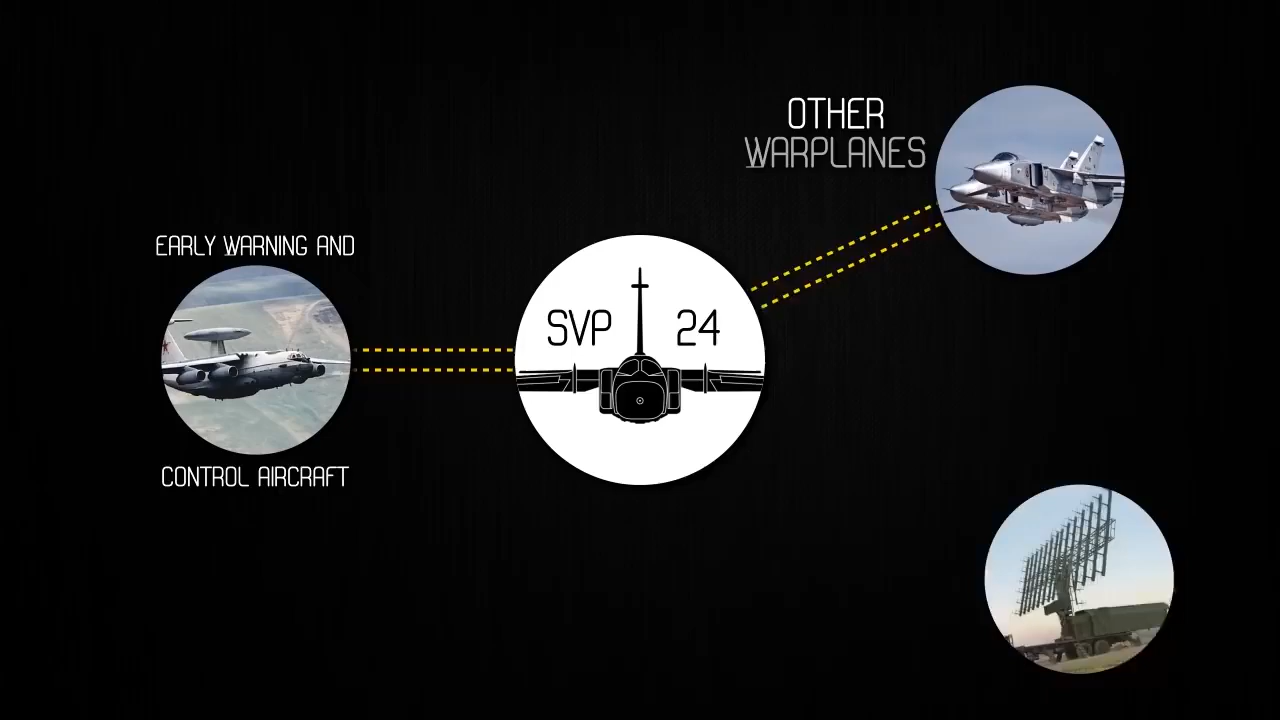 OTHER
WARPLANES
EARLY WARNING AND
CONTROL AIRCRAFT
SVP 24